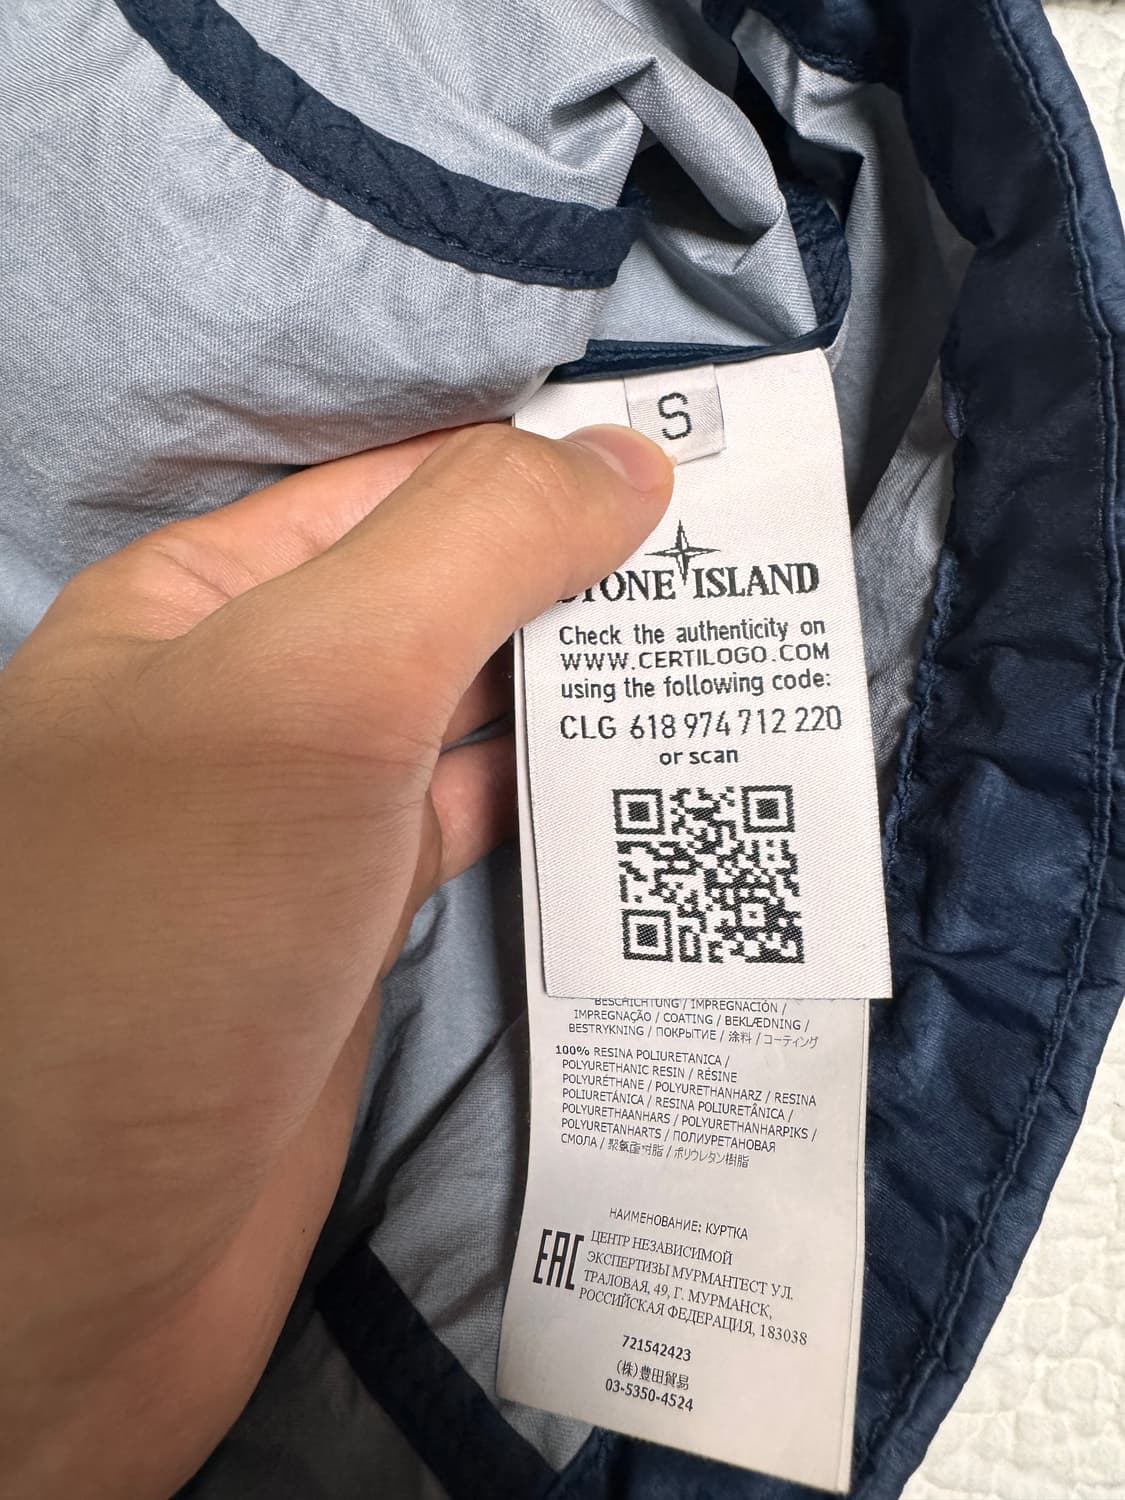 S
STONE ISLAND
Check the authenticity on
WWW.CERTILOGO.COM
using the following code:
CLG 618 974 712 220
or scan
BESCHICHTUNG / IMPREGNACIÓN /
IMPREGNAÇÃO / COATING / BEKLÆDNING /
BESTRYKNING / ПОКРЫТИЕ / 涂料 / コーティング
100% RESINA POLIURETANICA /
POLYURETHANIC RESIN / RÉSINE
POLYURÉTHANE / POLYURETHANHARZ / RESINA
POLIURETÁNICA / RESINA POLIURETÂNICA /
POLYURETHAANHARS / POLYURETHANHARPIKS /
POLYURETANHARTS / ПОЛИУРЕТАНОВАЯ
СМОЛА / 聚氨酯树脂 / ポリウレタン樹脂
НАИМЕНОВАНИЕ: КУРТКА
EAC
ЦЕНТР НЕЗАВИСИМОЙ
ЭКСПЕРТИЗЫ МУРМАНТЕСТ УЛ.
ТРАЛОВАЯ, 49, Г. МУРМАНСК,
РОССИЙСКАЯ ФЕДЕРАЦИЯ, 183038
721542423
(株)豊田貿易
03-5350-4524